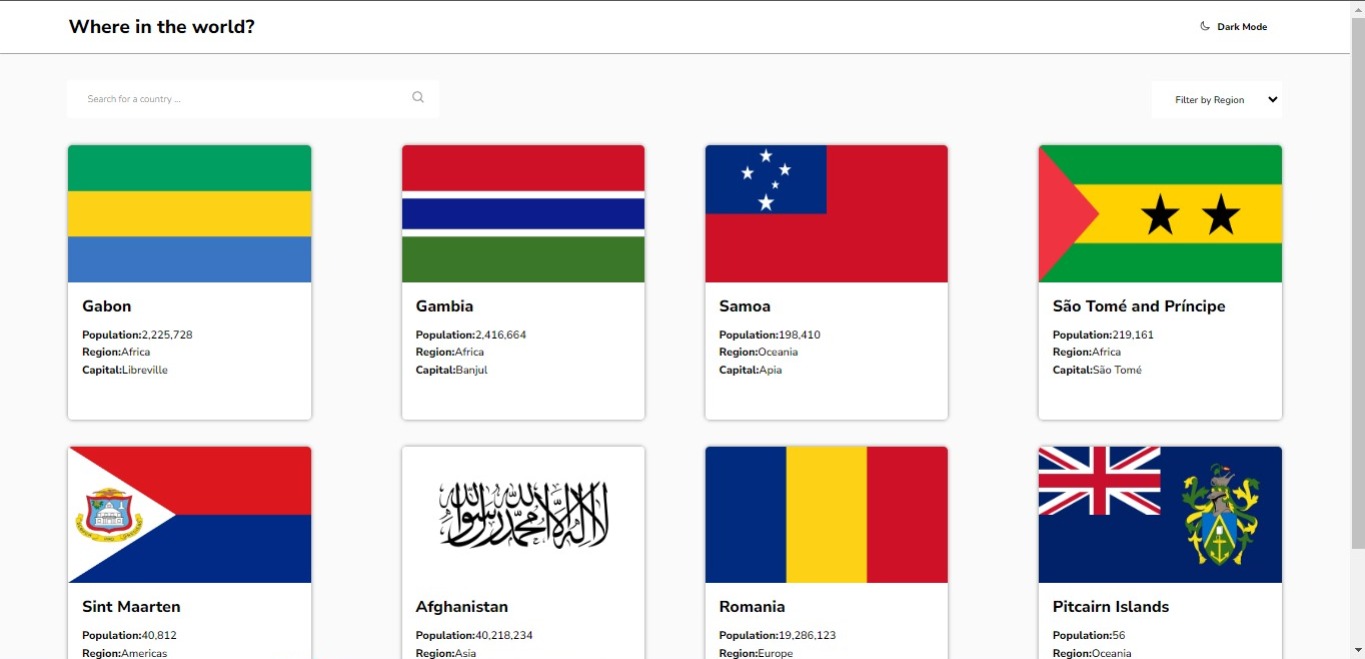 Where in the world?
Dark Mode
Search for a country ...
Filter by Region
Gabon
Population:2,225,728
Region:Africa
Capital:Libreville
Gambia
Population:2,416,664
Region:Africa
Capital:Banjul
Samoa
Population:198,410
Region:Oceania
Capital:Apia
São Tomé and Príncipe
Population:219,161
Region:Africa
Capital:São Tomé
Sint Maarten
Population:40,812
Region:Americas
لا إله إلا الله محمد رسول الله
Afghanistan
Population:40,218,234
Region:Asia
Romania
Population:19,286,123
Region:Europe
Pitcairn Islands
Population:56
Region:Oceania